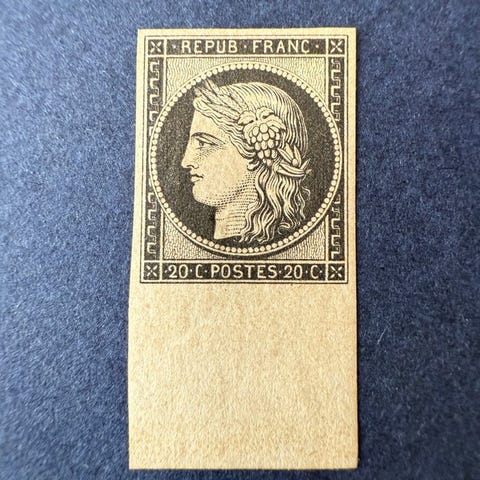 REPUB · FRANC ·
· 20 · C · POSTES · 20 · C ·